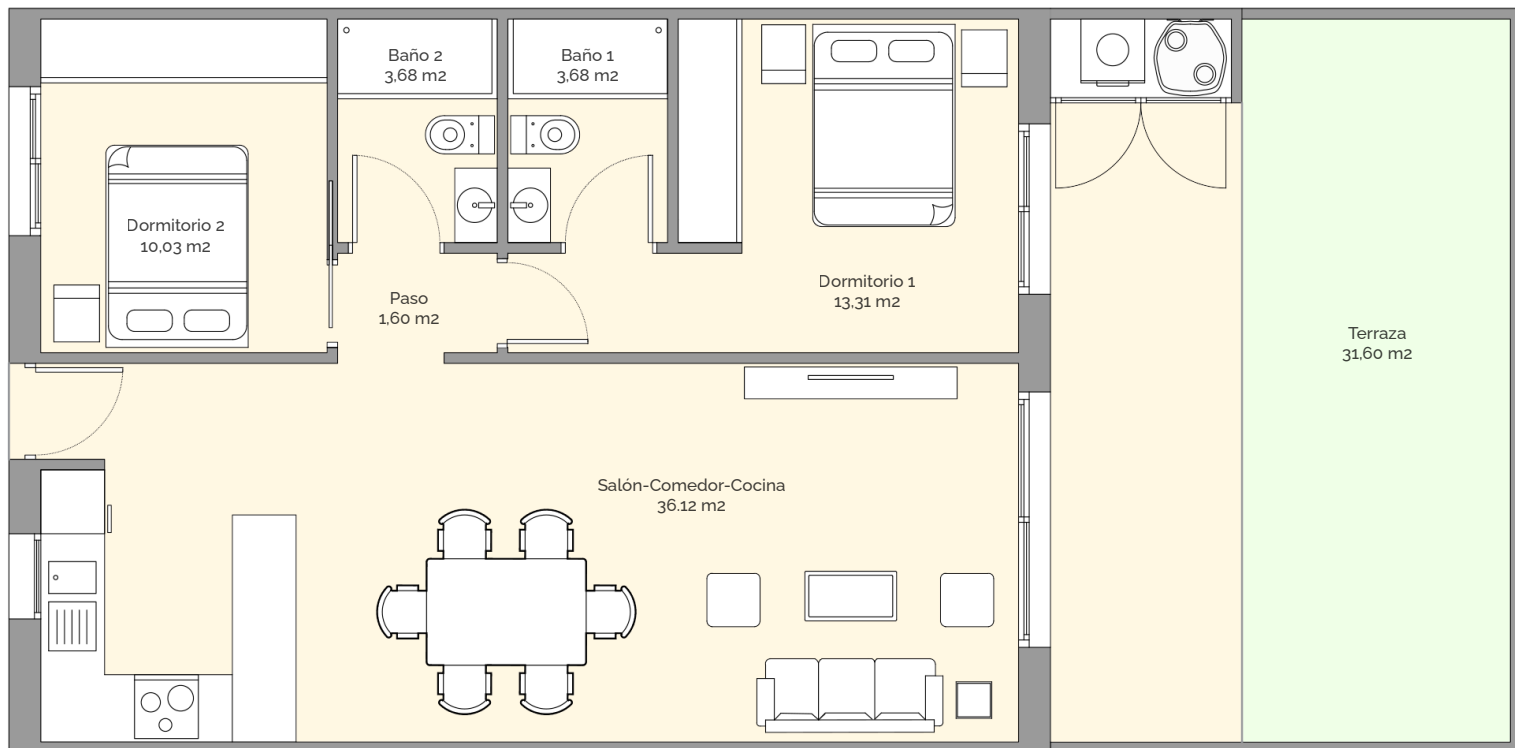 Baño 2
3,68 m2
Baño 1
3,68 m2
Dormitorio 2
10,03 m2
Paso
1,60 m2
Dormitorio 1
13,31 m2
Terraza
31,60 m2
Salón-Comedor-Cocina
36.12 m2